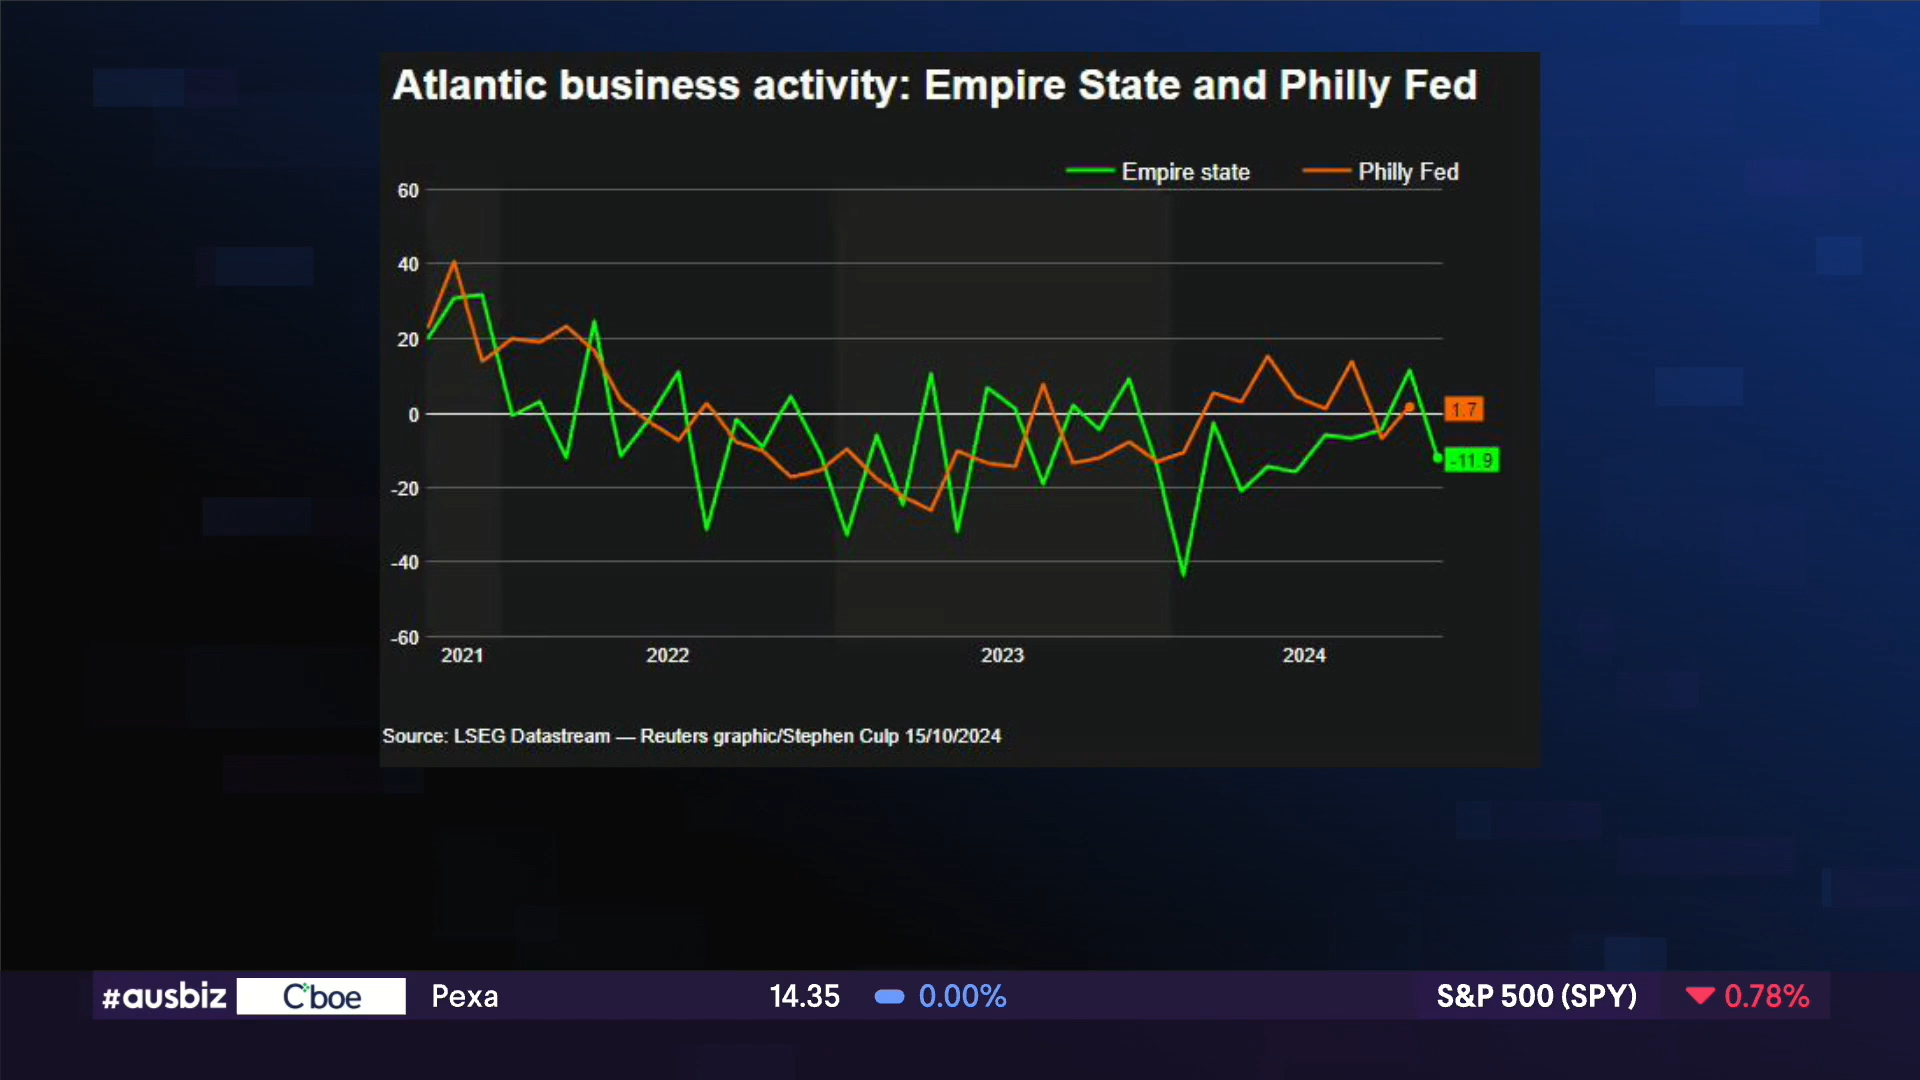 Atlantic business activity: Empire State and Philly Fed
Empire state
Philly Fed
60
40
20
0
-20
-40
-60
1.7
-11.9
2021
2022
2023
2024
Source: LSEG Datastream — Reuters graphic/Stephen Culp 15/10/2024
#ausbiz Cboe Pexa 14.35 0.00% S&P 500 (SPY) 0.78%